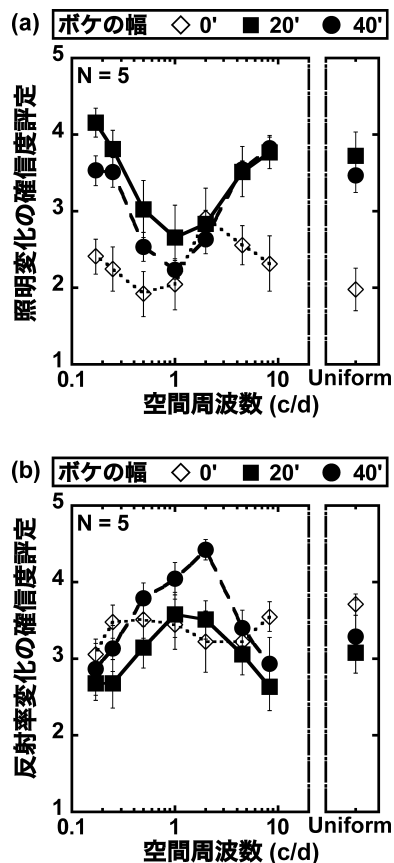 (a) ボケの幅 0' 20' 40'
5
N = 5
4
3
2
1
照明変化の確信度評定
0.1 1 10 Uniform
空間周波数 (c/d)
(b) ボケの幅 0' 20' 40'
5
N = 5
4
3
2
1
反射率変化の確信度評定
0.1 1 10 Uniform
空間周波数 (c/d)